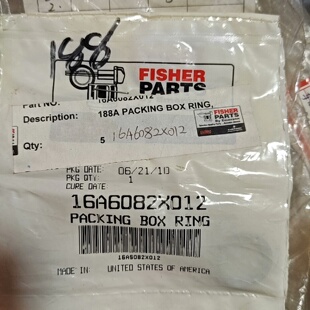 188
FISHER
PARTS
Part No: 16A6082X012
Description: 188A PACKING BOX RING,
Qty: 5
16A6082X012
FISHER
PARTS
PKG DATE: 06/21/10
PKG QTY: 1
CURE DATE:
16A6082X012
PACKING BOX RING
16A6082X012
MADE IN UNITED STATES OF AMERICA